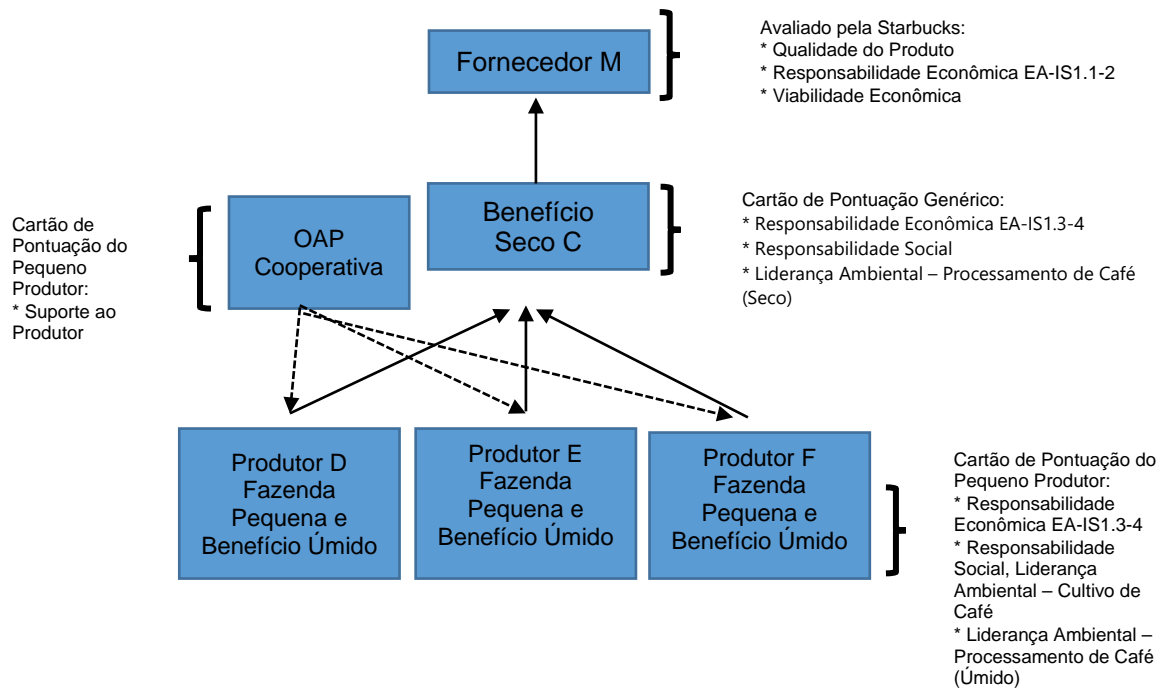 Fornecedor M
Avaliado pela Starbucks:
* Qualidade do Produto
* Responsabilidade Econômica EA-IS1.1-2
* Viabilidade Econômica
Cartão de
Pontuação do
Pequeno
Produtor:
* Suporte ao
Produtor
OAP
Cooperativa
Benefício
Seco C
Cartão de Pontuação Genérico:
* Responsabilidade Econômica EA-IS1.3-4
* Responsabilidade Social
* Liderança Ambiental – Processamento de Café
(Seco)
Produtor D
Fazenda
Pequena e
Benefício Úmido
Produtor E
Fazenda
Pequena e
Benefício Úmido
Produtor F
Fazenda
Pequena e
Benefício Úmido
Cartão de Pontuação do
Pequeno Produtor:
* Responsabilidade
Econômica EA-IS1.3-4
* Responsabilidade
Social, Liderança
Ambiental – Cultivo de
Café
* Liderança Ambiental –
Processamento de Café
(Úmido)